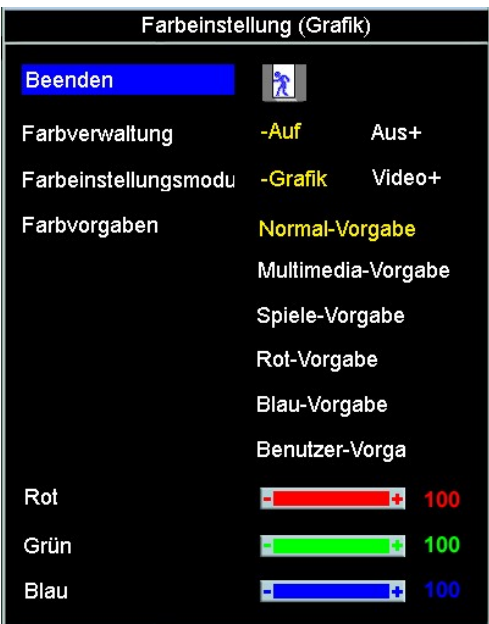 Farbeinstellung (Grafik)
Beenden
Farbverwaltung -Auf Aus+
Farbeinstellungsmodu -Grafik Video+
Farbvorgaben Normal-Vorgabe
Multimedia-Vorgabe
Spiele-Vorgabe
Rot-Vorgabe
Blau-Vorgabe
Benutzer-Vorga
Rot - + 100
Grün - + 100
Blau - + 100